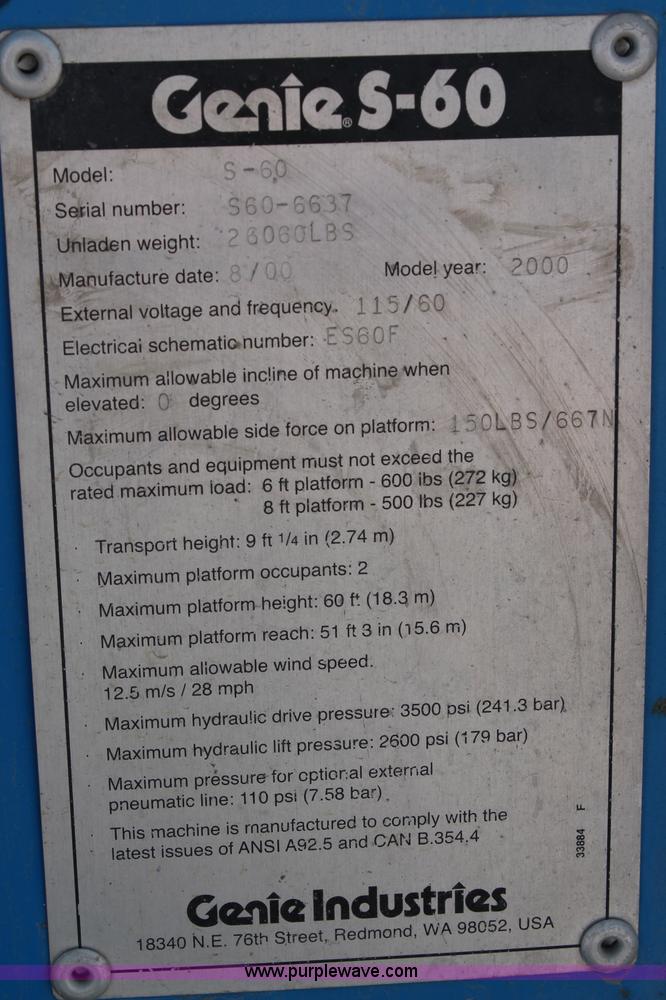 Genie® S-60
Model: S-60
Serial number: S60-6637
Unladen weight: 26060LBS
Manufacture date: 8/00 Model year: 2000
External voltage and frequency: 115/60
Electrical schematic number: ES60F
Maximum allowable incline of machine when
elevated: 0 degrees
Maximum allowable side force on platform: 150LBS/667N
Occupants and equipment must not exceed the
rated maximum load: 6 ft platform - 600 lbs (272 kg)
8 ft platform - 500 lbs (227 kg)
· Transport height: 9 ft 1/4 in (2.74 m)
· Maximum platform occupants: 2
· Maximum platform height: 60 ft (18.3 m)
· Maximum platform reach: 51 ft 3 in (15.6 m)
· Maximum allowable wind speed:
12.5 m/s / 28 mph
· Maximum hydraulic drive pressure: 3500 psi (241.3 bar)
· Maximum hydraulic lift pressure: 2600 psi (179 bar)
· Maximum pressure for optional external
pneumatic line: 110 psi (7.58 bar)
· This machine is manufactured to comply with the
latest issues of ANSI A92.5 and CAN B.354.4
33884 F
Genie Industries
18340 N.E. 76th Street, Redmond, WA 98052, USA
www.purplewave.com